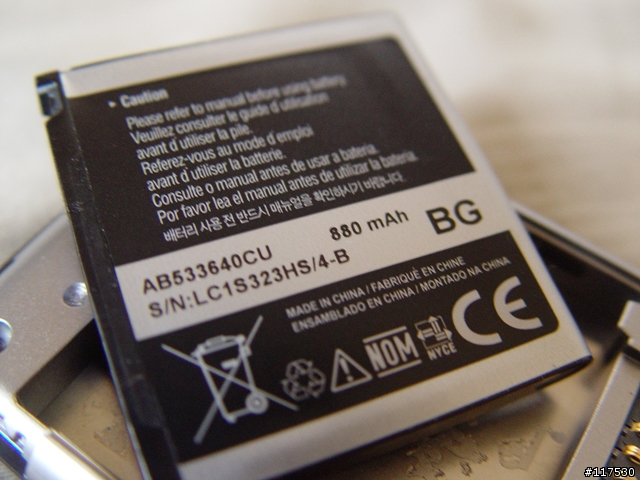 Caution
Please refer to manual before using battery
Veuillez consulter le guide d'utilisation
avant d'utiliser la pile.
Referez-vous au mode d'emploi
avant d'utiliser la batterie.
Consulte o manual antes de usar a bateria.
Por favor lea el manual antes de utilizar la bateria.
배터리 사용 전 반드시 매뉴얼을 확인하시기 바랍니다.
AB533640CU
880 mAh
BG
S/N:LC1S323HS/4-B
MADE IN CHINA / FABRIQUÉ EN CHINE
ENSAMBLADO EN CHINA / MONTADO NA CHINA
NOM
NYCE
CE
#117530